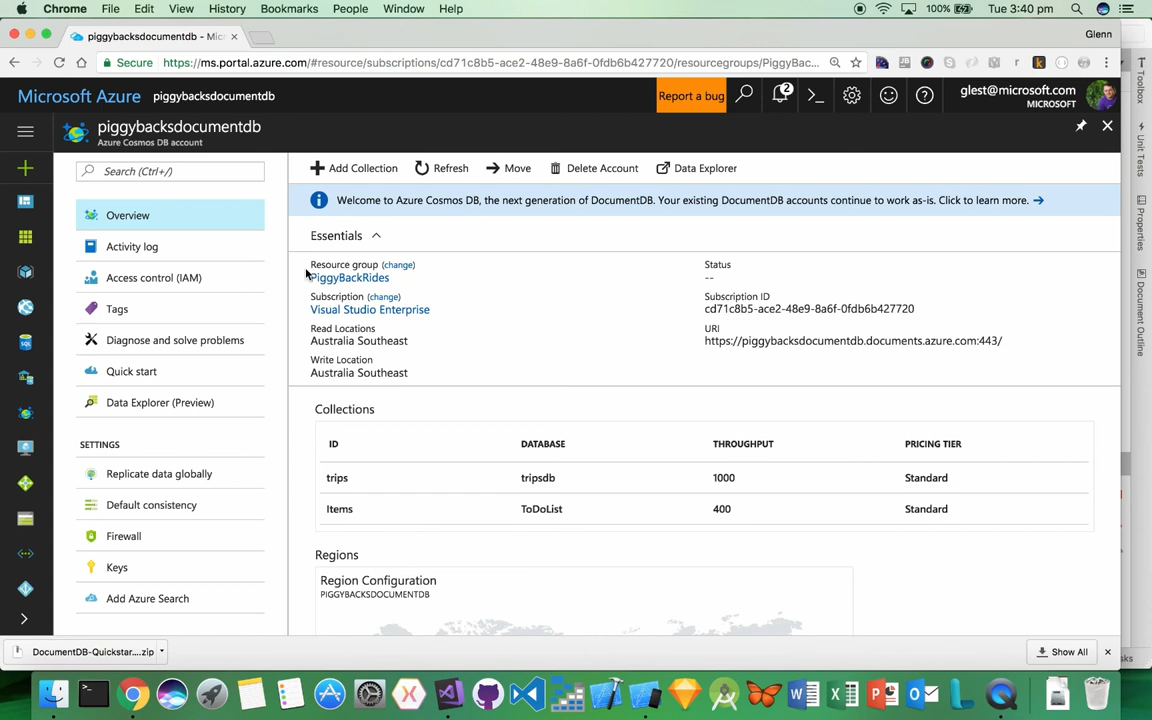 Chrome File Edit View History Bookmarks People Window Help 100% Tue 3:40 pm
piggybacksdocumentdb - Micr Glenn
Secure https://ms.portal.azure.com/#resource/subscriptions/cd71c8b5-ace2-48e9-8a6f-0fdb6b427720/resourcegroups/PiggyBac...
Microsoft Azure piggybacksdocumentdb Report a bug 2 glest@microsoft.com
MICROSOFT
piggybacksdocumentdb
Azure Cosmos DB account
Search (Ctrl+/)
Overview
Activity log
Access control (IAM)
Tags
Diagnose and solve problems
Quick start
Data Explorer (Preview)
SETTINGS
Replicate data globally
Default consistency
Firewall
Keys
Add Azure Search
Add Collection Refresh Move Delete Account Data Explorer
Welcome to Azure Cosmos DB, the next generation of DocumentDB. Your existing DocumentDB accounts continue to work as-is. Click to learn more.
Essentials
Resource group (change)
PiggyBackRides
Subscription (change)
Visual Studio Enterprise
Read Locations
Australia Southeast
Write Location
Australia Southeast
Status
--
Subscription ID
cd71c8b5-ace2-48e9-8a6f-0fdb6b427720
URI
https://piggybacksdocumentdb.documents.azure.com:443/
Collections
ID DATABASE THROUGHPUT PRICING TIER
trips tripsdb 1000 Standard
Items ToDoList 400 Standard
Regions
Region Configuration
PIGGYBACKSDOCUMENTDB
Toolbox
Unit Tests
Properties
Document Outline
DocumentDB-Quickstar....zip Show All